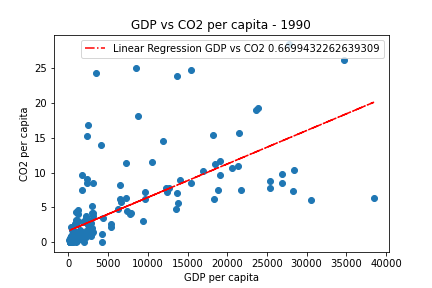 GDP vs CO2 per capita - 1990
Linear Regression GDP vs CO2 0.6699432262639309
CO2 per capita
25
20
15
10
5
0
0 5000 10000 15000 20000 25000 30000 35000 40000
GDP per capita